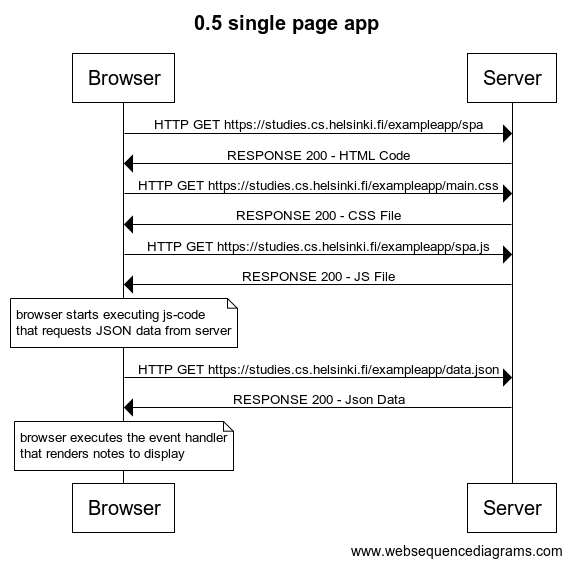 0.5 single page app
Browser
Server
HTTP GET https://studies.cs.helsinki.fi/exampleapp/spa
RESPONSE 200 - HTML Code
HTTP GET https://studies.cs.helsinki.fi/exampleapp/main.css
RESPONSE 200 - CSS File
HTTP GET https://studies.cs.helsinki.fi/exampleapp/spa.js
RESPONSE 200 - JS File
browser starts executing js-code
that requests JSON data from server
HTTP GET https://studies.cs.helsinki.fi/exampleapp/data.json
RESPONSE 200 - Json Data
browser executes the event handler
that renders notes to display
Browser
Server
www.websequencediagrams.com